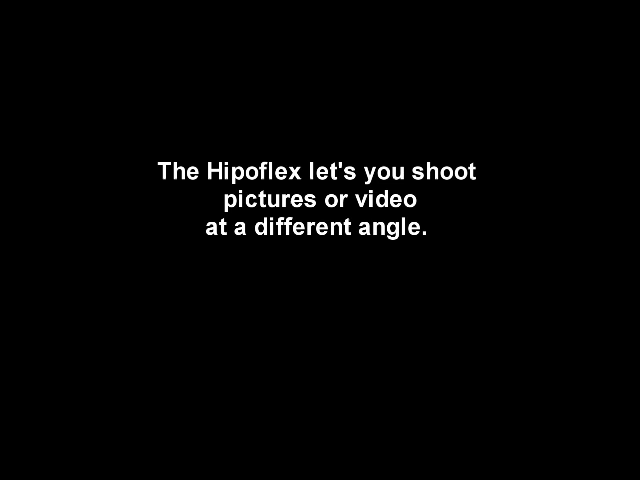 The Hipoflex let's you shoot
pictures or video
at a different angle.